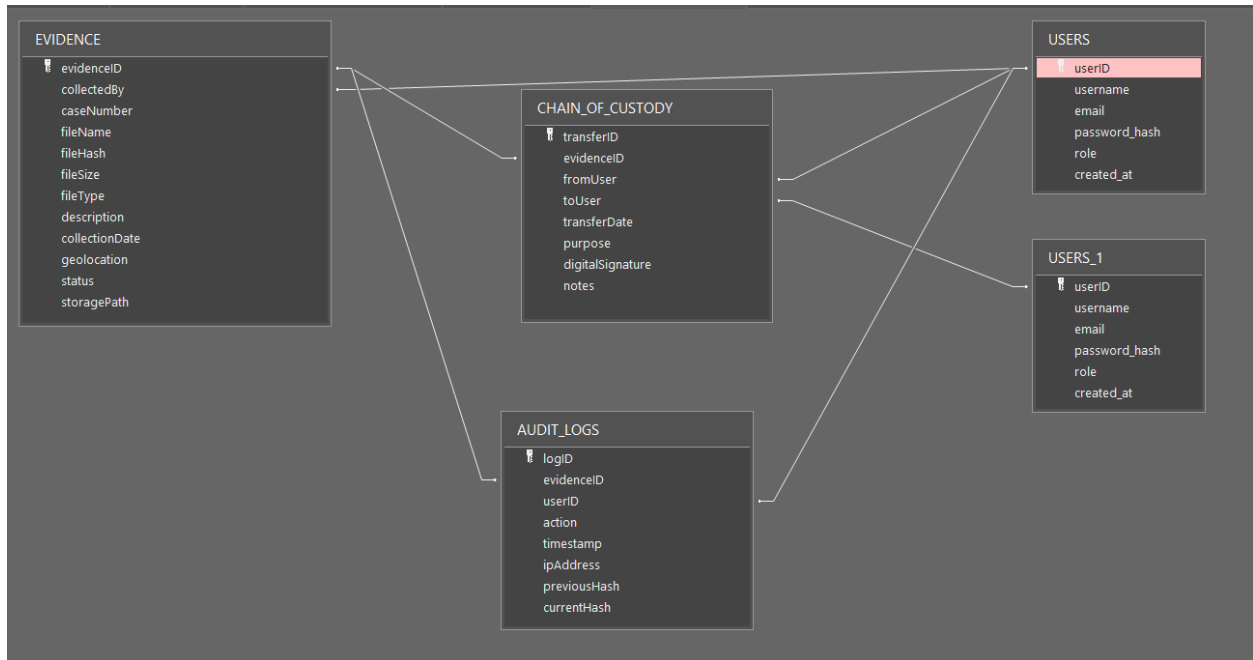 EVIDENCE
evidenceID
collectedBy
caseNumber
fileName
fileHash
fileSize
fileType
description
collectionDate
geolocation
status
storagePath
CHAIN_OF_CUSTODY
transferID
evidenceID
fromUser
toUser
transferDate
purpose
digitalSignature
notes
AUDIT_LOGS
logID
evidenceID
userID
action
timestamp
ipAddress
previousHash
currentHash
USERS
userID
username
email
password_hash
role
created_at
USERS_1
userID
username
email
password_hash
role
created_at